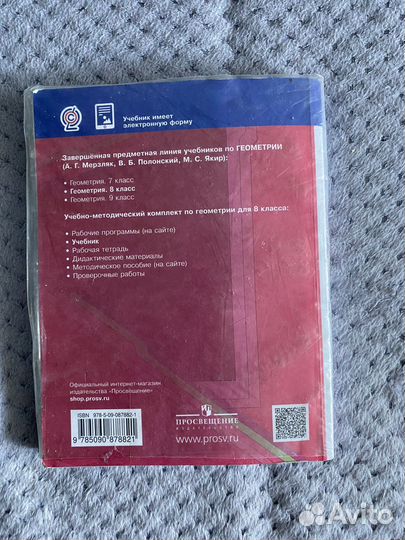 Учебник имеет
электронную форму
Завершённая предметная линия учебников по ГЕОМЕТРИИ
(А. Г. Мерзляк, В. Б. Полонский, М. С. Якир):
• Геометрия. 7 класс
• Геометрия. 8 класс
• Геометрия. 9 класс
Учебно-методический комплект по геометрии для 8 класса:
• Рабочие программы (на сайте)
• Учебник
• Рабочая тетрадь
• Дидактические материалы
• Методическое пособие (на сайте)
• Проверочные работы
Официальный интернет-магазин
издательства «Просвещение»
shop.prosv.ru
ISBN 978-5-09-087882-1
9 785090 878821
ПРОСВЕЩЕНИЕ
ИЗДАТЕЛЬСТВО
www.prosv.ru
Avito